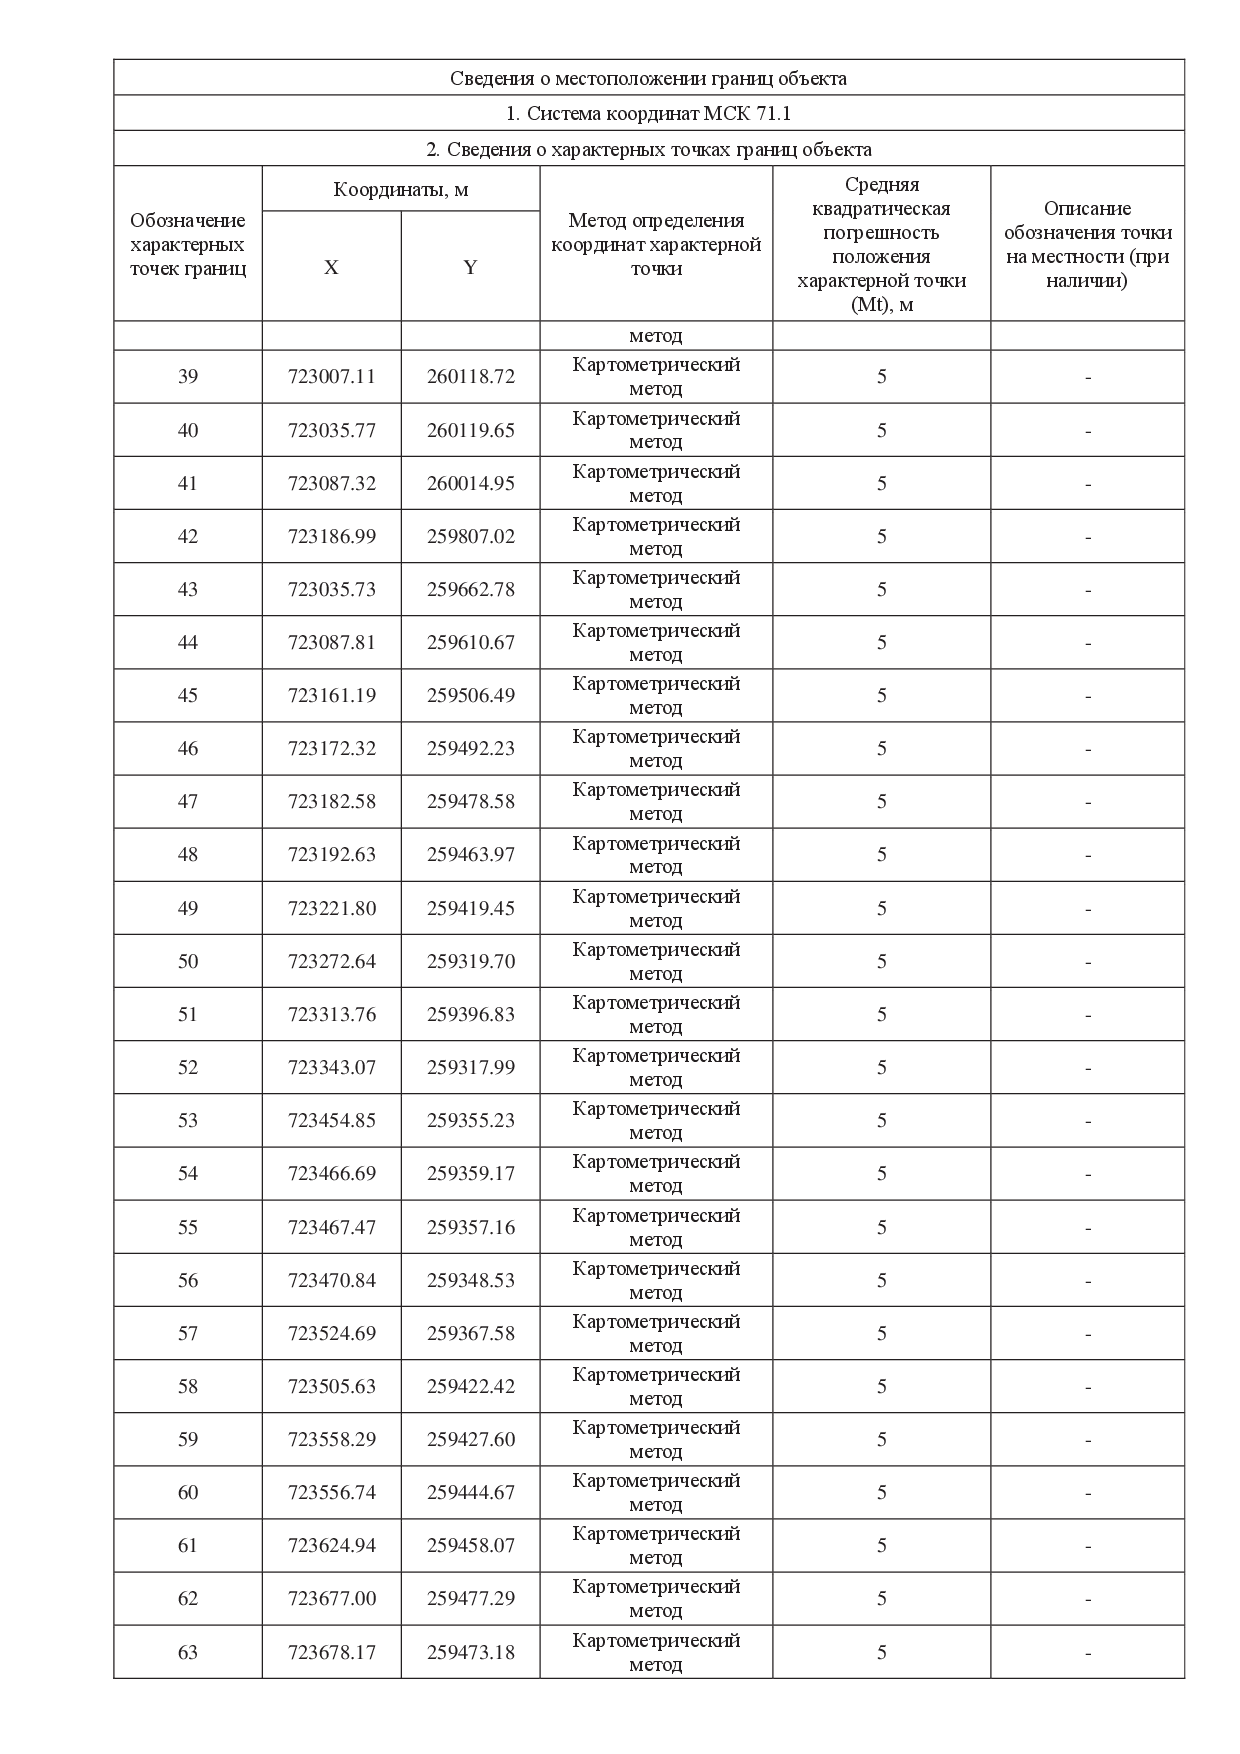 Сведения о местоположении границ объекта
1. Система координат МСК 71.1
2. Сведения о характерных точках границ объекта
Обозначение
характерных
точек границ
Координаты, м
X
Y
Метод определения
координат характерной
точки
Средняя
квадратическая
погрешность
положения
характерной точки
(Mt), м
Описание
обозначения точки
на местности (при
наличии)
метод
39 723007.11 260118.72 Картометрический
метод 5 -
40 723035.77 260119.65 Картометрический
метод 5 -
41 723087.32 260014.95 Картометрический
метод 5 -
42 723186.99 259807.02 Картометрический
метод 5 -
43 723035.73 259662.78 Картометрический
метод 5 -
44 723087.81 259610.67 Картометрический
метод 5 -
45 723161.19 259506.49 Картометрический
метод 5 -
46 723172.32 259492.23 Картометрический
метод 5 -
47 723182.58 259478.58 Картометрический
метод 5 -
48 723192.63 259463.97 Картометрический
метод 5 -
49 723221.80 259419.45 Картометрический
метод 5 -
50 723272.64 259319.70 Картометрический
метод 5 -
51 723313.76 259396.83 Картометрический
метод 5 -
52 723343.07 259317.99 Картометрический
метод 5 -
53 723454.85 259355.23 Картометрический
метод 5 -
54 723466.69 259359.17 Картометрический
метод 5 -
55 723467.47 259357.16 Картометрический
метод 5 -
56 723470.84 259348.53 Картометрический
метод 5 -
57 723524.69 259367.58 Картометрический
метод 5 -
58 723505.63 259422.42 Картометрический
метод 5 -
59 723558.29 259427.60 Картометрический
метод 5 -
60 723556.74 259444.67 Картометрический
метод 5 -
61 723624.94 259458.07 Картометрический
метод 5 -
62 723677.00 259477.29 Картометрический
метод 5 -
63 723678.17 259473.18 Картометрический
метод 5 -